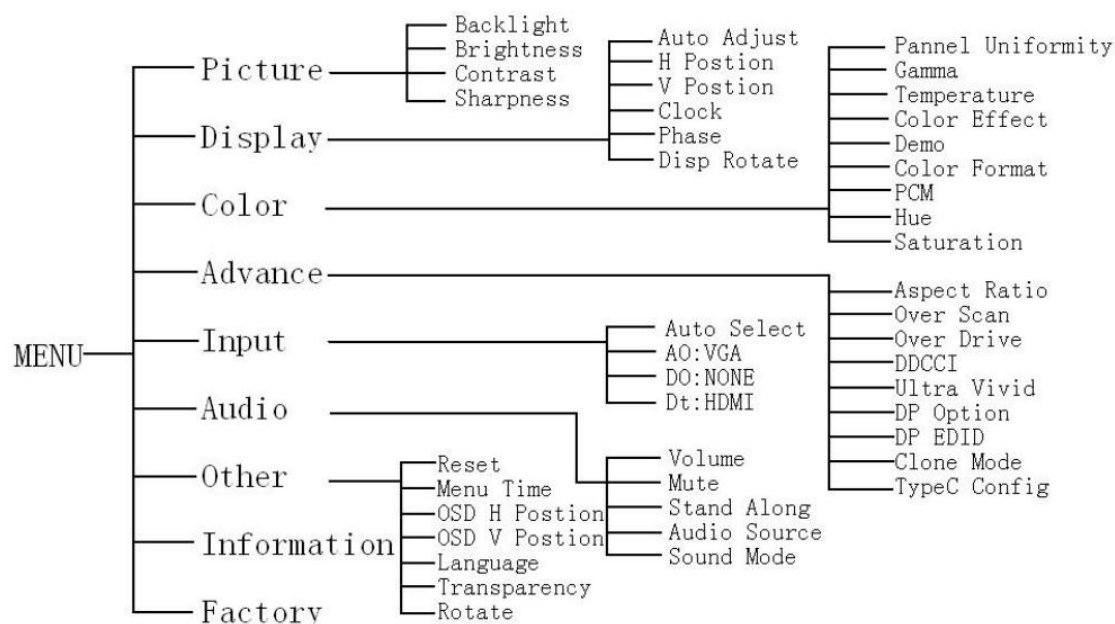 MENU
Picture
Backlight
Brightness
Contrast
Sharpness
Display
Auto Adjust
H Postion
V Postion
Clock
Phase
Disp Rotate
Color
Pannel Uniformity
Gamma
Temperature
Color Effect
Demo
Color Format
PCM
Hue
Saturation
Advance
Aspect Ratio
Over Scan
Over Drive
DDCCI
Ultra Vivid
DP Option
DP EDID
Clone Mode
TypeC Config
Input
Auto Select
AO:VGA
DO:NONE
Dt:HDMI
Audio
Volume
Mute
Stand Along
Audio Source
Sound Mode
Other
Reset
Menu Time
OSD H Postion
OSD V Postion
Language
Transparency
Rotate
Information
Factory